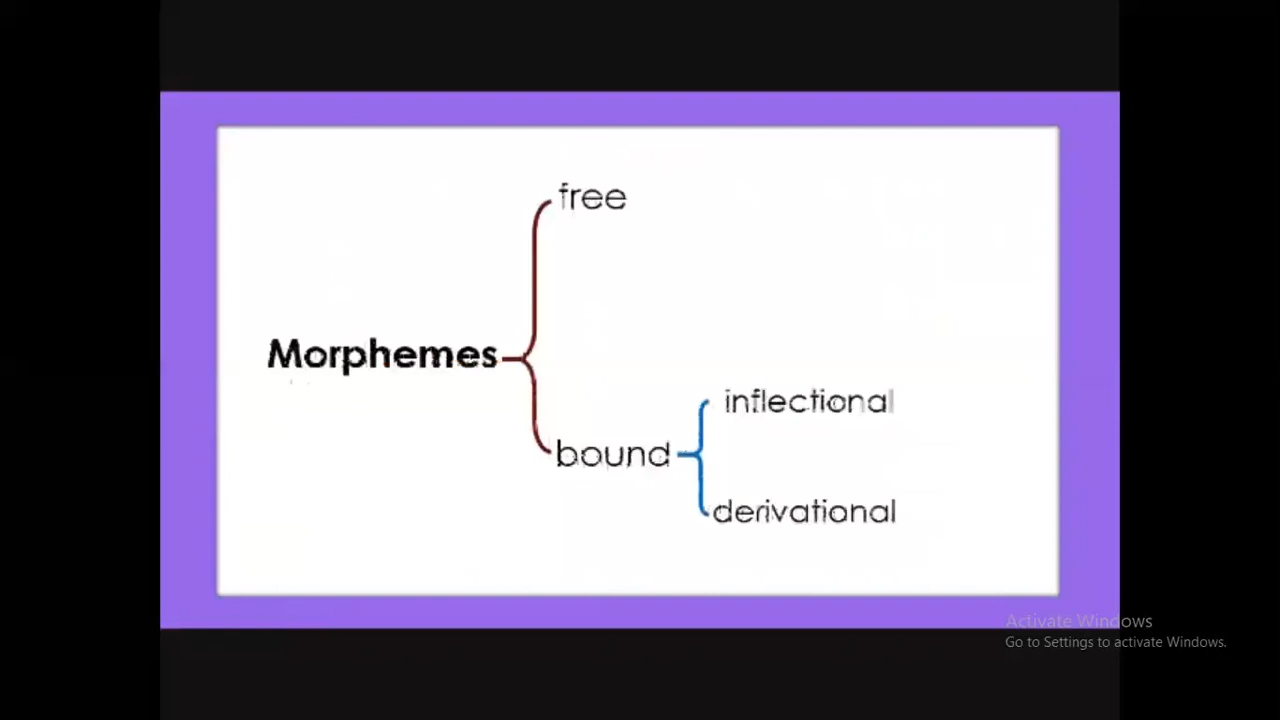 free
Morphemes
inflectional
bound
derivational
Activate Windows
Go to Settings to activate Windows.